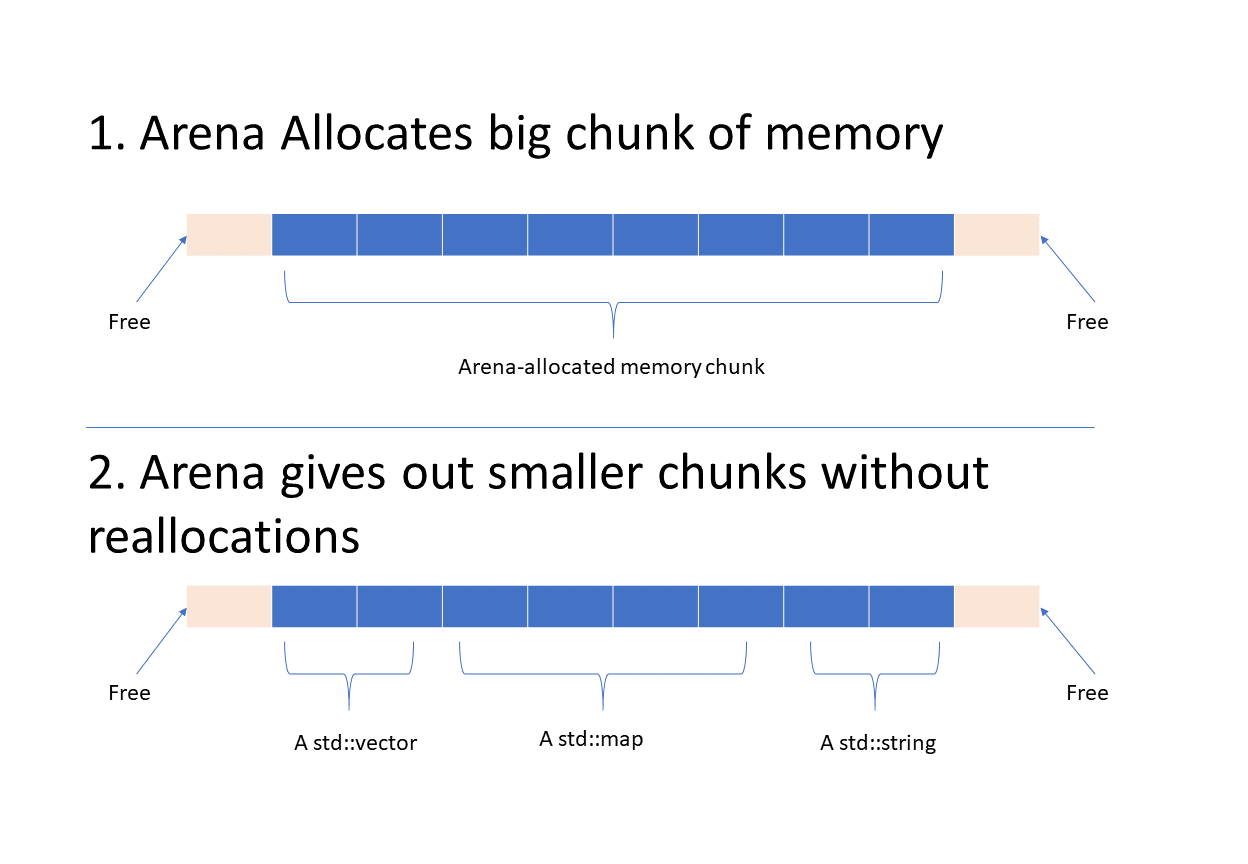 1. Arena Allocates big chunk of memory
Free
Free
Arena-allocated memory chunk
2. Arena gives out smaller chunks without
reallocations
Free
Free
A std::vector
A std::map
A std::string